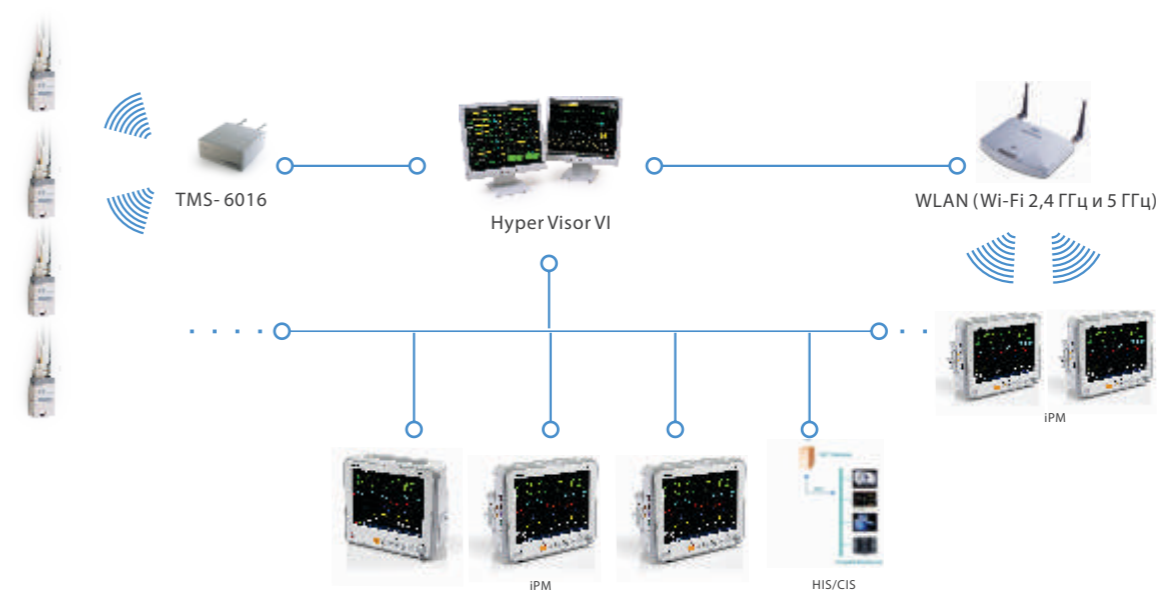 TMS- 6016
Hyper Visor VI
WLAN (Wi-Fi 2,4 ГГц и 5 ГГц)
iPM
iPM
HIS/CIS